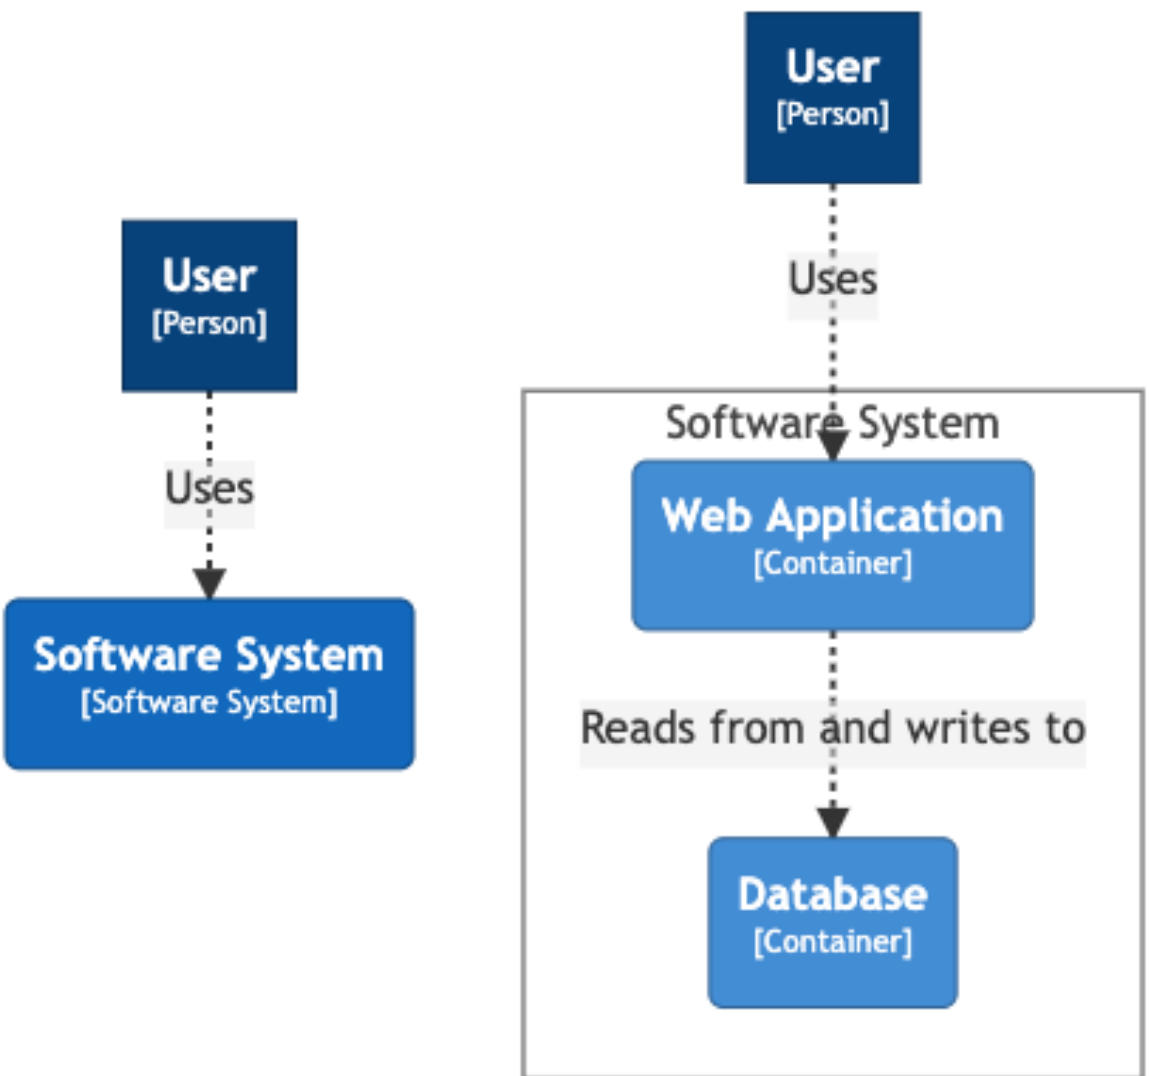 User
[Person]
Uses
Software System
[Software System]
User
[Person]
Uses
Software System
Web Application
[Container]
Reads from and writes to
Database
[Container]